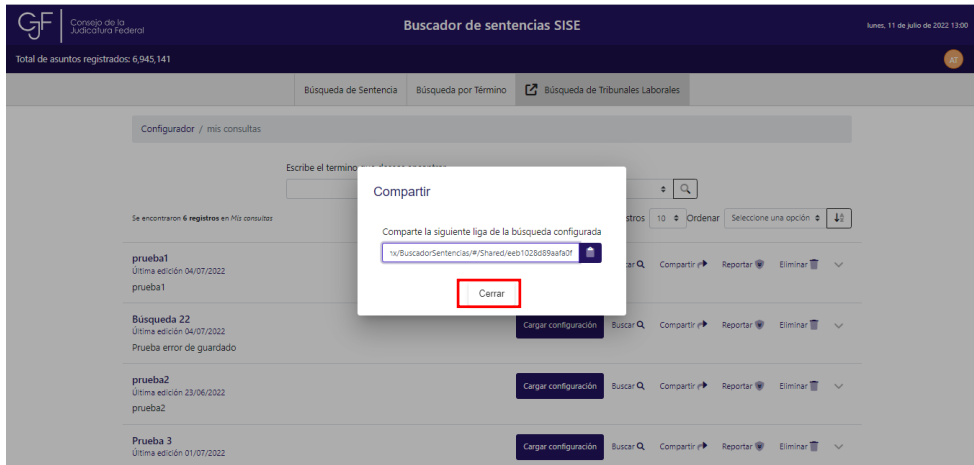 CJF
Consejo de la
Judicatura Federal
Buscador de sentencias SISE
lunes, 11 de julio de 2022 13:00
Total de asuntos registrados: 6,945,141
AT
Búsqueda de Sentencia Búsqueda por Término Búsqueda de Tribunales Laborales
Configurador / mis consultas
Escribe el termino que deseas encontrar
Compartir
Se encontraron 6 registros en Mis consultas
stros 10 Ordenar Seleccione una opción
Comparte la siguiente liga de la búsqueda configurada
1x/BuscadorSentencias/#/Shared/eeb1028d89aafa0f
Cerrar
prueba1
Última edición 04/07/2022
prueba1
car Compartir Reportar Eliminar
Búsqueda 22
Última edición 04/07/2022
Prueba error de guardado
Cargar configuración Buscar Compartir Reportar Eliminar
prueba2
Última edición 23/06/2022
prueba2
Cargar configuración Buscar Compartir Reportar Eliminar
Prueba 3
Última edición 01/07/2022
Cargar configuración Buscar Compartir Reportar Eliminar